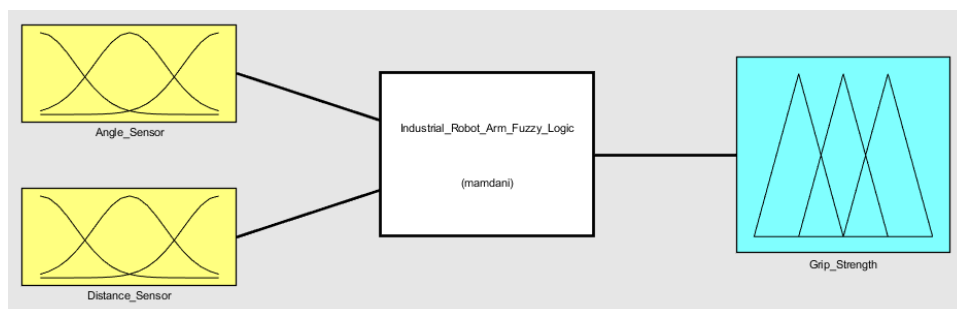 Angle_Sensor
Industrial_Robot_Arm_Fuzzy_Logic
(mamdani)
Distance_Sensor
Grip_Strength